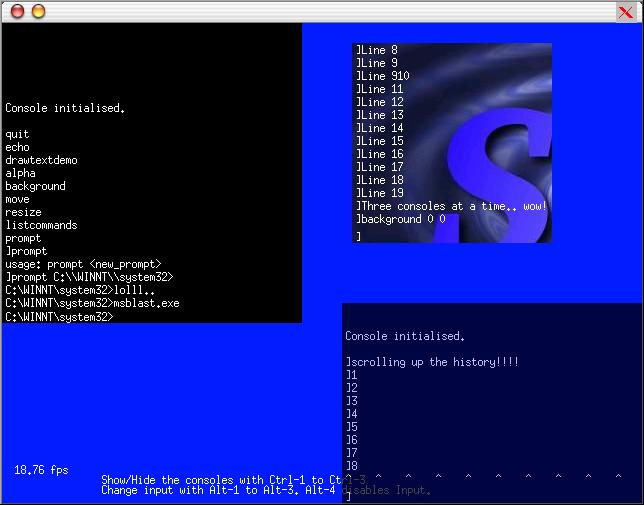 Console initialised.
quit
echo
drawtextdemo
alpha
background
move
resize
listcommands
prompt
]prompt
usage: prompt <new_prompt>
]prompt C:\\WINNT\\system32>
C:\WINNT\system32>lolll..
C:\WINNT\system32>msblast.exe
C:\WINNT\system32>
]Line 8
]Line 9
]Line 910
]Line 11
]Line 12
]Line 13
]Line 14
]Line 15
]Line 16
]Line 17
]Line 18
]Line 19
]Three consoles at a time.. wow!
]background 0 0
]
S
Console initialised.
]scrolling up the history!!!!
]1
]2
]3
]4
]5
]6
]7
]8
^ ^ ^ ^ ^ ^ ^ ^ ^ ^
]
18.76 fps
Show/Hide the consoles with Ctrl-1 to Ctrl-3
Change input with Alt-1 to Alt-3. Alt-4 disables Input.